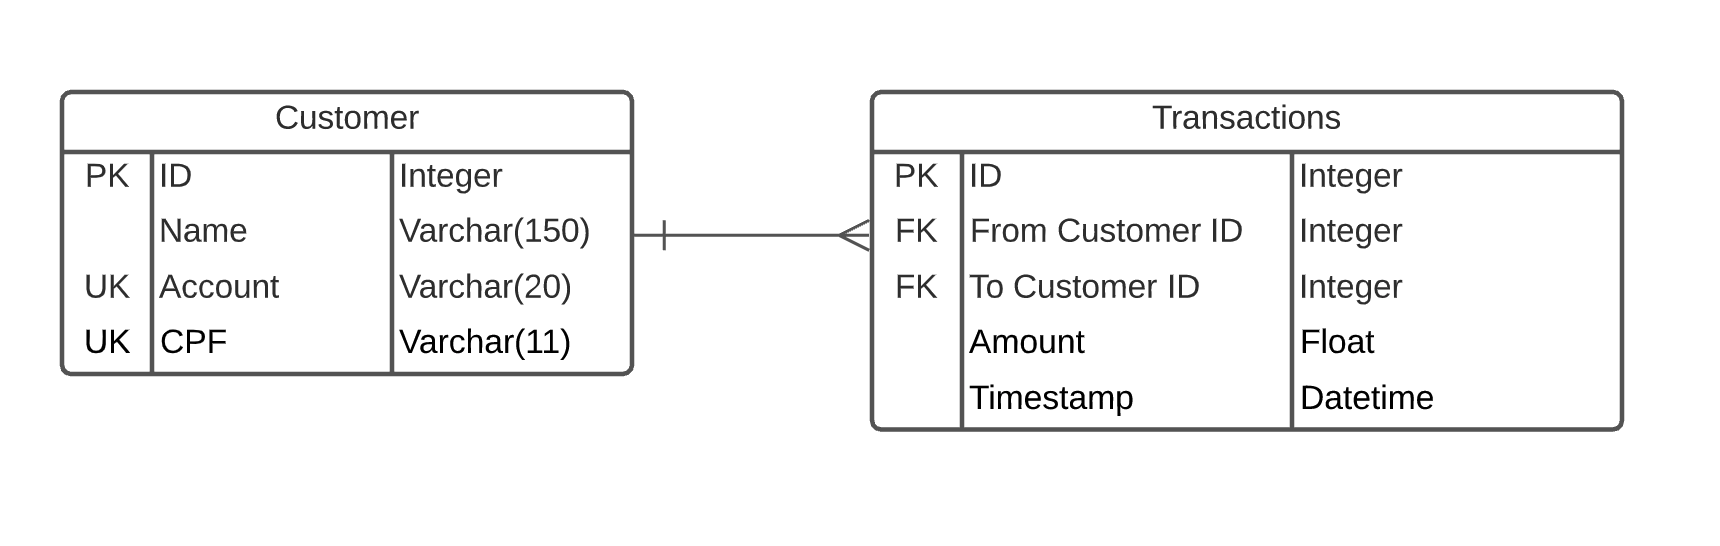 Customer
PK ID Integer
Name Varchar(150)
UK Account Varchar(20)
UK CPF Varchar(11)
Transactions
PK ID Integer
FK From Customer ID Integer
FK To Customer ID Integer
Amount Float
Timestamp Datetime